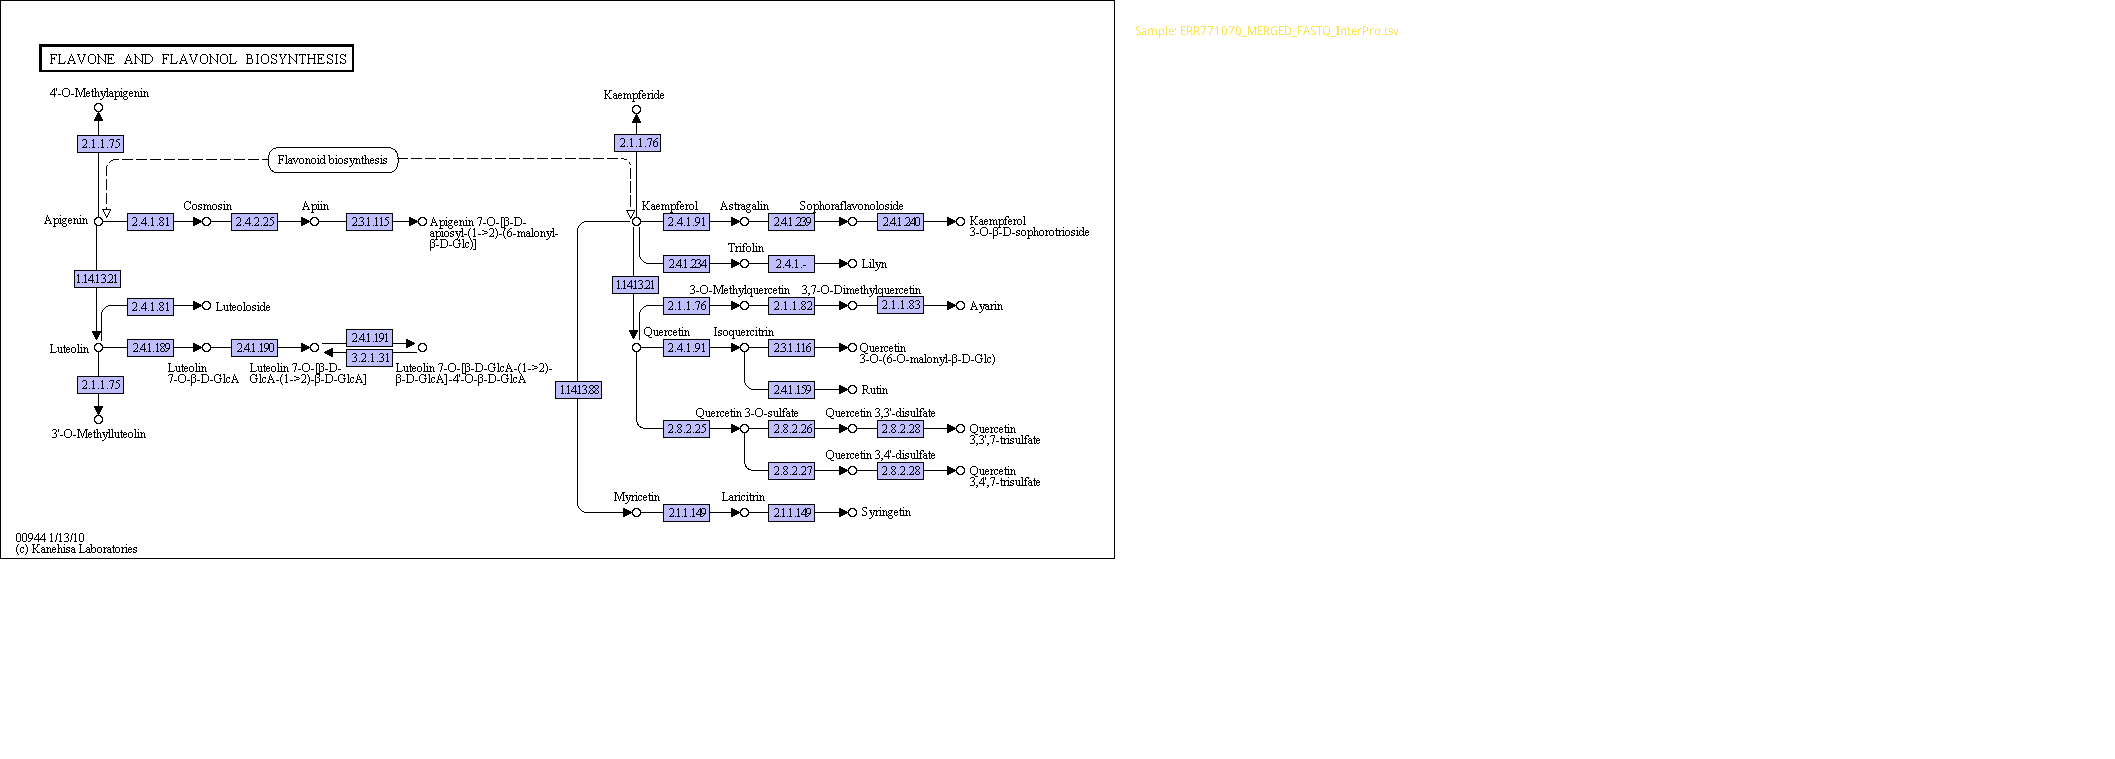 Sample: ERR771070_MERGED_FASTQ_InterPro.tsv
FLAVONE AND FLAVONOL BIOSYNTHESIS
4'-O-Methylapigenin
Kaempferide
2.1.1.75
2.1.1.76
Flavonoid biosynthesis
Apigenin
2.4.1.81
Cosmosin
2.4.2.25
Apiin
2.3.1.115
Apigenin 7-O-[β-D-
apiosyl-(1->2)-(6-malonyl-
β-D-Glc)]
Kaempferol
2.4.1.91
Astragalin
2.4.1.239
Sophoraflavonoloside
2.4.1.240
Kaempferol
3-O-β-D-sophorotrioside
Trifolin
2.4.1.234
2.4.1.-
Lilyn
1.14.13.21
1.14.13.21
3-O-Methylquercetin
3,7-O-Dimethylquercetin
2.4.1.81
Luteoloside
2.1.1.76
2.1.1.82
2.1.1.83
Ayarin
Quercetin
Isoquercitrin
Luteolin
2.4.1.189
2.4.1.190
2.4.1.191
3.2.1.31
2.4.1.91
2.3.1.116
Quercetin
3-O-(6-O-malonyl-β-D-Glc)
Luteolin
7-O-β-D-GlcA
Luteolin 7-O-[β-D-
GlcA-(1->2)-β-D-GlcA]
Luteolin 7-O-[β-D-GlcA-(1->2)-
β-D-GlcA]-4'-O-β-D-GlcA
2.1.1.75
1.14.13.88
2.4.1.159
Rutin
3'-O-Methylluteolin
Quercetin 3-O-sulfate
Quercetin 3,3'-disulfate
2.8.2.25
2.8.2.26
2.8.2.28
Quercetin
3,3',7-trisulfate
Quercetin 3,4'-disulfate
2.8.2.27
2.8.2.28
Quercetin
3,4',7-trisulfate
Myricetin
2.1.1.149
Laricitrin
2.1.1.149
Syringetin
00944 1/13/10
(c) Kanehisa Laboratories